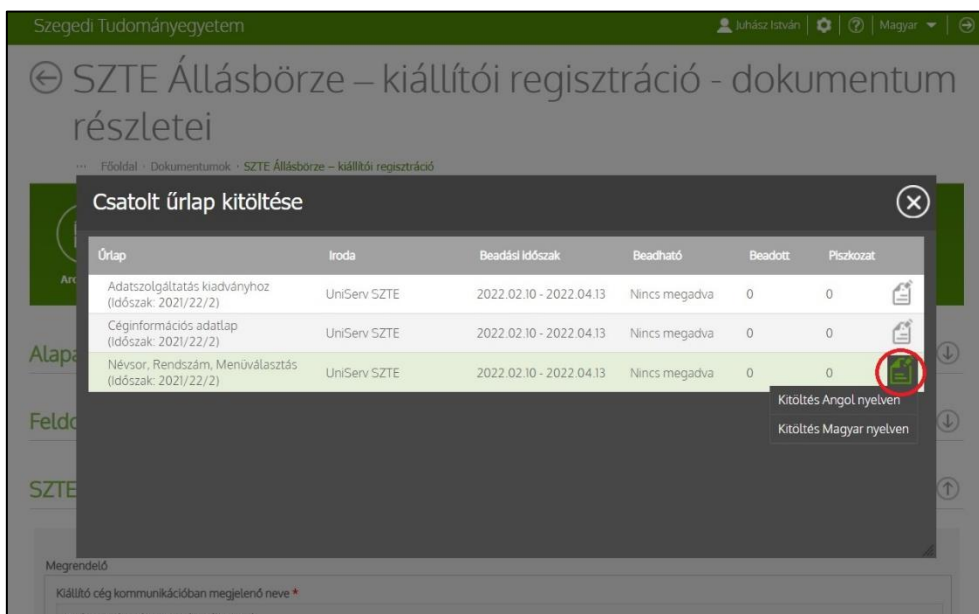 Szegedi Tudományegyetem
Juhász István
Magyar
SZTE Állásbörze – kiállítói regisztráció - dokumentum
részletei
... Főoldal · Dokumentumok · SZTE Állásbörze – kiállítói regisztráció
Csatolt űrlap kitöltése
Űrlap Iroda Beadási időszak Beadható Beadott Piszkozat
Adatszolgáltatás kiadványhoz
(Időszak: 2021/22/2) UniServ SZTE 2022.02.10 - 2022.04.13 Nincs megadva 0 0
Céginformációs adatlap
(Időszak: 2021/22/2) UniServ SZTE 2022.02.10 - 2022.04.13 Nincs megadva 0 0
Névsor, Rendszám, Menüválasztás
(Időszak: 2021/22/2) UniServ SZTE 2022.02.10 - 2022.04.13 Nincs megadva 0 0
Kitöltés Angol nyelven
Kitöltés Magyar nyelven
SZTE
Megrendelő
Kiállító cég kommunikációban megjelenő neve *